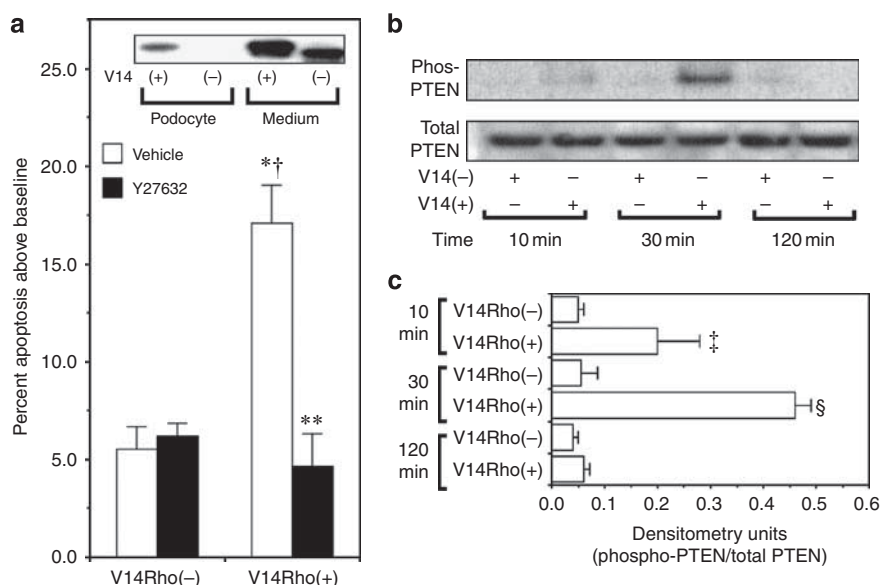 a
25.0
20.0
15.0
10.0
5.0
0.0
Percent apoptosis above baseline
V14 (+) (–) (+) (–)
Podocyte Medium
Vehicle
Y27632
*†
**
V14Rho(–) V14Rho(+)
b
Phos-
PTEN
Total
PTEN
V14(–) + – + – + –
V14(+) – + – + – +
Time 10 min 30 min 120 min
c
10
min
V14Rho(–)
V14Rho(+) ‡
30
min
V14Rho(–)
V14Rho(+) §
120
min
V14Rho(–)
V14Rho(+)
0.0 0.1 0.2 0.3 0.4 0.5 0.6
Densitometry units
(phospho-PTEN/total PTEN)